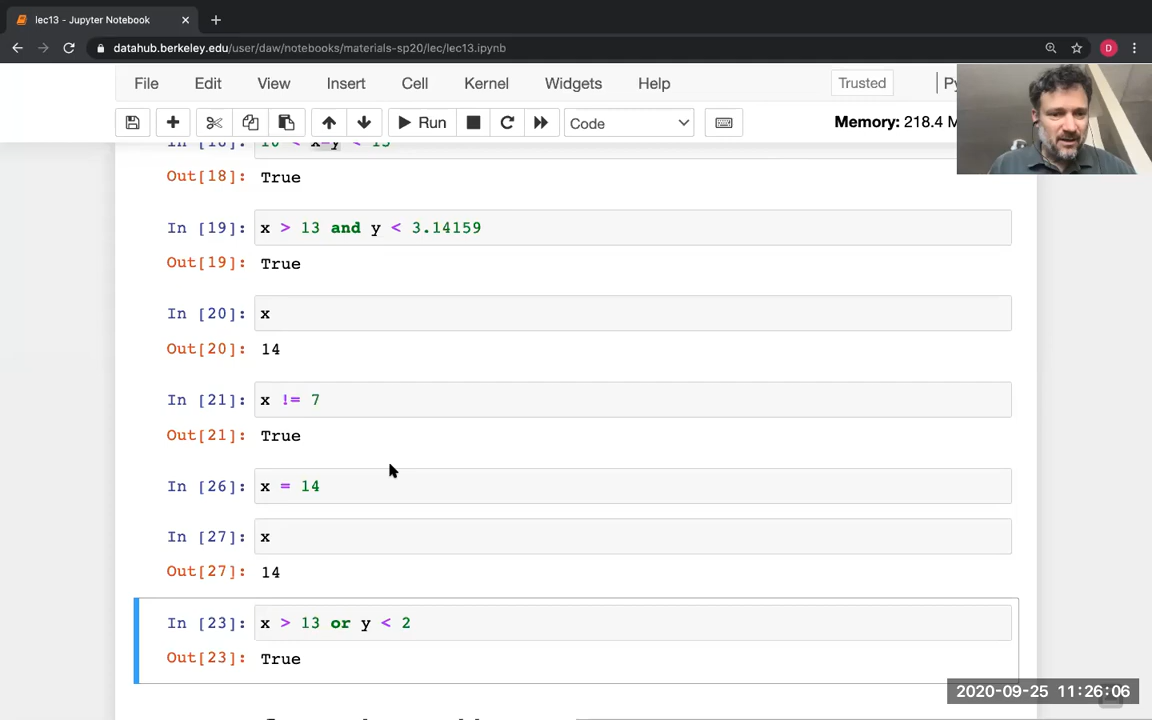 lec13 - Jupyter Notebook
datahub.berkeley.edu/user/daw/notebooks/materials-sp20/lec/lec13.ipynb
D
File Edit View Insert Cell Kernel Widgets Help Trusted
Run Code Memory: 218.4 M
Out[18]: True
In [19]: x > 13 and y < 3.14159
Out[19]: True
In [20]: x
Out[20]: 14
In [21]: x != 7
Out[21]: True
In [26]: x = 14
In [27]: x
Out[27]: 14
In [23]: x > 13 or y < 2
Out[23]: True
2020-09-25 11:26:06